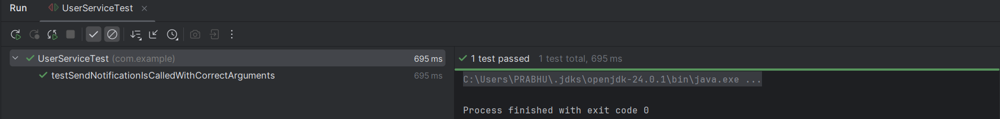 Run UserServiceTest
UserServiceTest (com.example) 695 ms
testSendNotificationIsCalledWithCorrectArguments 695 ms
1 test passed 1 test total, 695 ms
C:\Users\PRABHU\.jdks\openjdk-24.0.1\bin\java.exe ...
Process finished with exit code 0